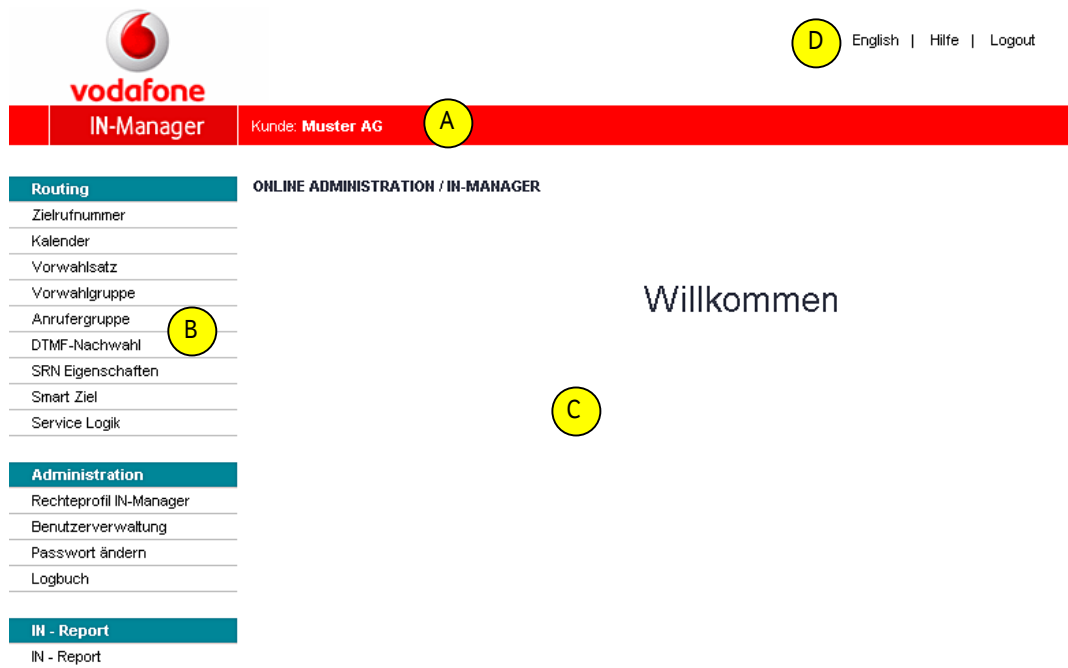 D English | Hilfe | Logout
vodafone
IN-Manager Kunde: Muster AG A
Routing
Zielrufnummer
Kalender
Vorwahlsatz
Vorwahlgruppe
Anrufergruppe
DTMF-Nachwahl
SRN Eigenschaften
Smart Ziel
Service Logik
B
Administration
Rechteprofil IN-Manager
Benutzerverwaltung
Passwort ändern
Logbuch
IN - Report
IN - Report
ONLINE ADMINISTRATION / IN-MANAGER
Willkommen
C